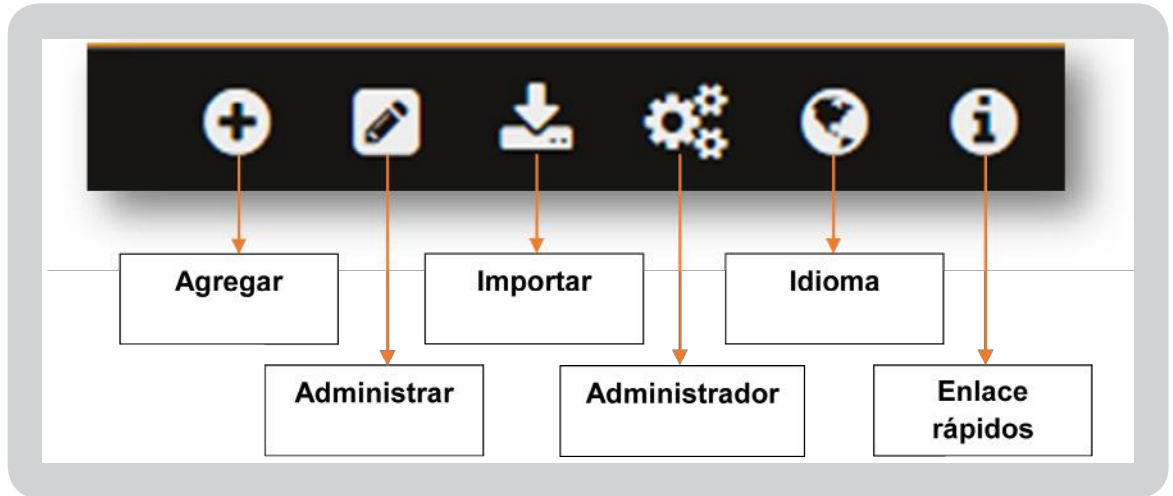 Agregar
Importar
Idioma
Administrar
Administrador
Enlace
rápidos